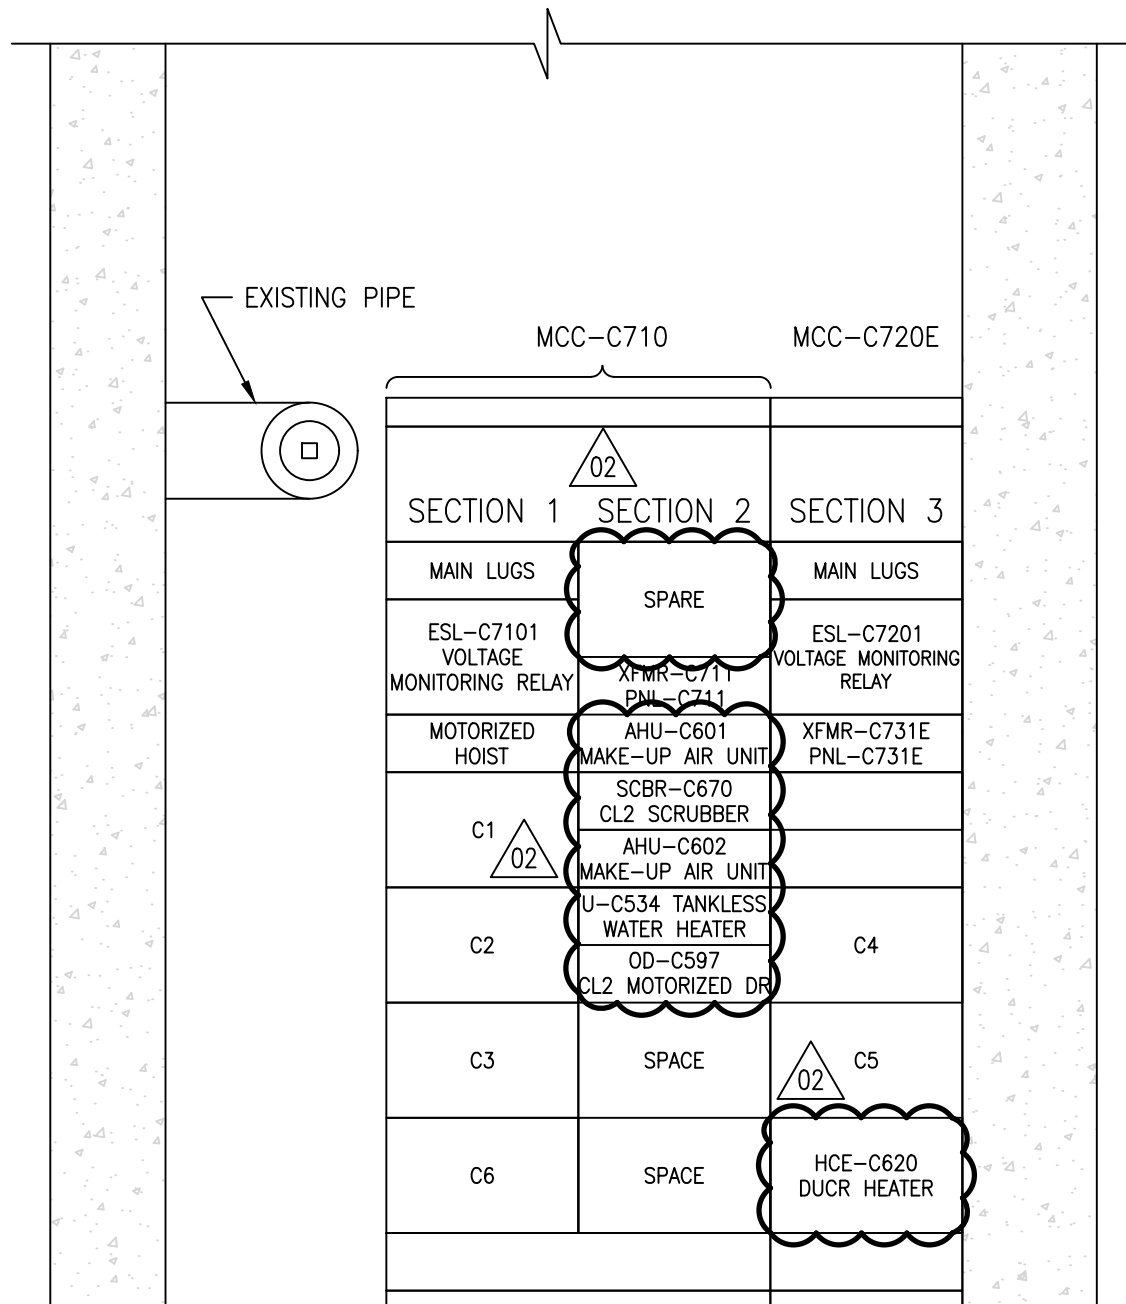 EXISTING PIPE
MCC-C710
MCC-C720E
02
SECTION 1
SECTION 2
SECTION 3
MAIN LUGS
SPARE
MAIN LUGS
ESL-C7101
VOLTAGE
MONITORING RELAY
XFMR-C711
PNL-C711
ESL-C7201
VOLTAGE MONITORING
RELAY
MOTORIZED
HOIST
AHU-C601
MAKE-UP AIR UNIT
XFMR-C731E
PNL-C731E
C1
02
SCBR-C670
CL2 SCRUBBER
AHU-C602
MAKE-UP AIR UNIT
C2
U-C534 TANKLESS
WATER HEATER
OD-C597
CL2 MOTORIZED DR
C4
C3
SPACE
02
C5
C6
SPACE
HCE-C620
DUCR HEATER